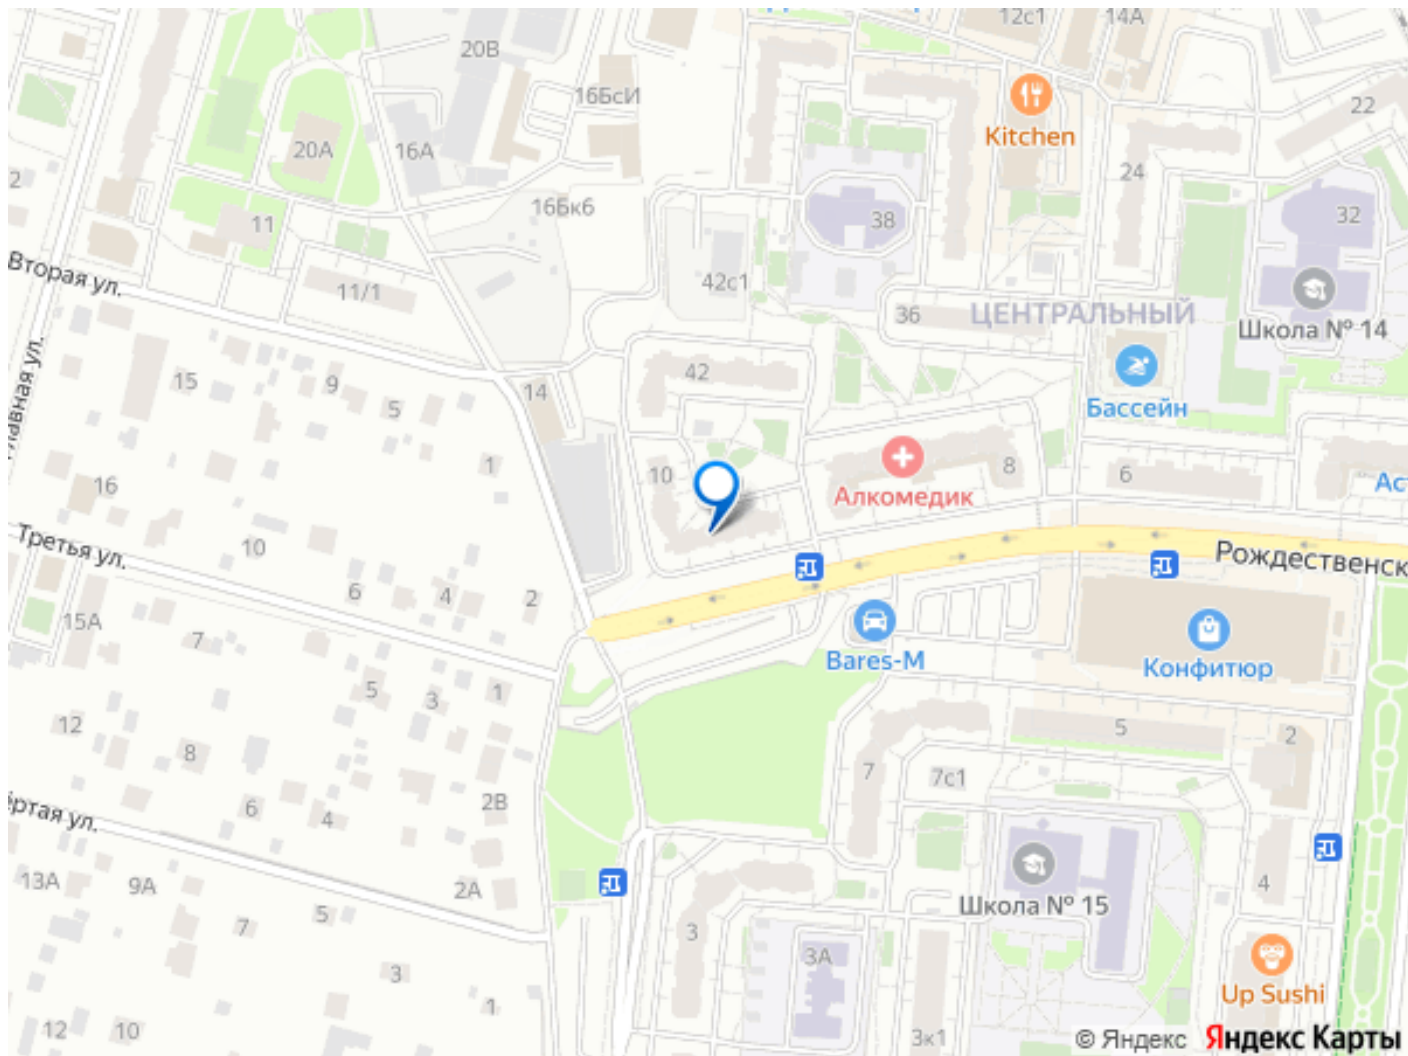 12с1
14А
20В
16БсИ
Kitchen
22
20А
16А
24
2
16Бк6
38
32
11
Вторая ул.
11/1
42с1
36
ЦЕНТРАЛЬНЫЙ
Школа № 14
15
9
5
14
42
Бассейн
1
10
Алкомедик
8
6
16
Третья ул.
10
6
4
2
Рождественск
15А
7
Bares-M
Конфитюр
5
3
1
12
8
5
2
7
7с1
6
4
2В
13А
9А
2А
Школа № 15
4
7
5
3
3А
3
1
Up Sushi
12
10
3к1
© Яндекс Яндекс Карты